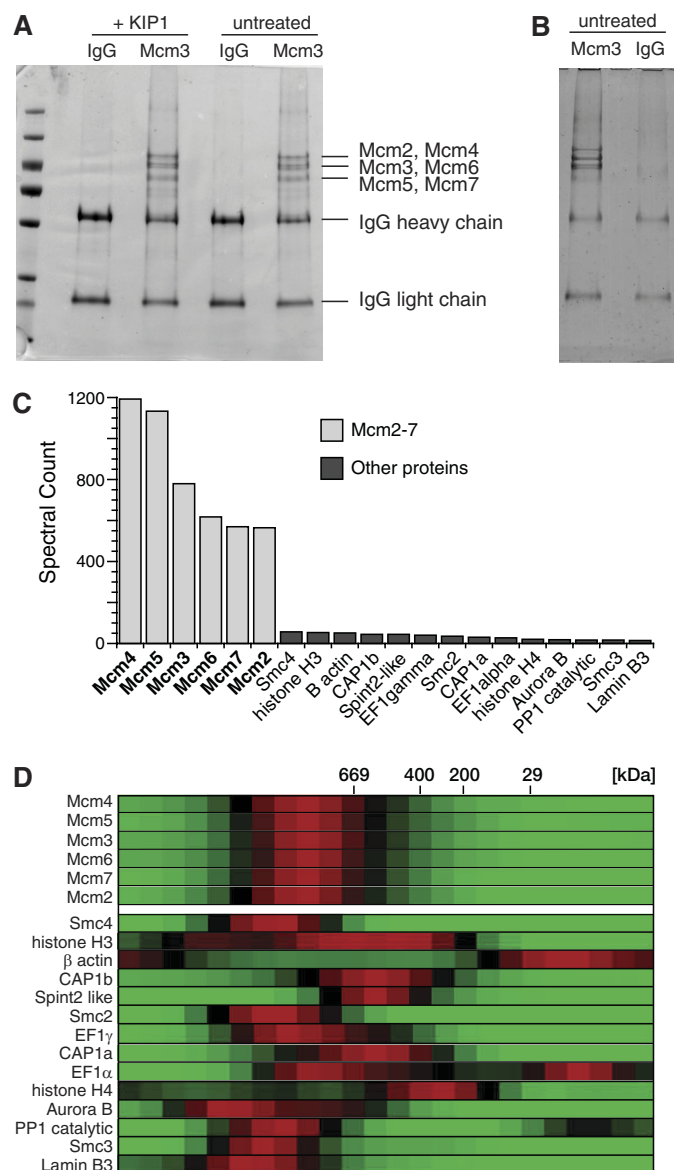 A
+ KIP1
untreated
IgG
Mcm3
IgG
Mcm3
Mcm2, Mcm4
Mcm3, Mcm6
Mcm5, Mcm7
IgG heavy chain
IgG light chain
B
untreated
Mcm3
IgG
C
Spectral Count
1200
800
400
0
Mcm2-7
Other proteins
Mcm4
Mcm5
Mcm3
Mcm6
Mcm7
Mcm2
Smc4
histone H3
B actin
CAP1b
Spint2-like
EF1gamma
Smc2
CAP1a
EF1alpha
histone H4
Aurora B
PP1 catalytic
Smc3
Lamin B3
D
669 400 200 29 [kDa]
Mcm4
Mcm5
Mcm3
Mcm6
Mcm7
Mcm2
Smc4
histone H3
β actin
CAP1b
Spint2 like
Smc2
EF1γ
CAP1a
EF1α
histone H4
Aurora B
PP1 catalytic
Smc3
Lamin B3